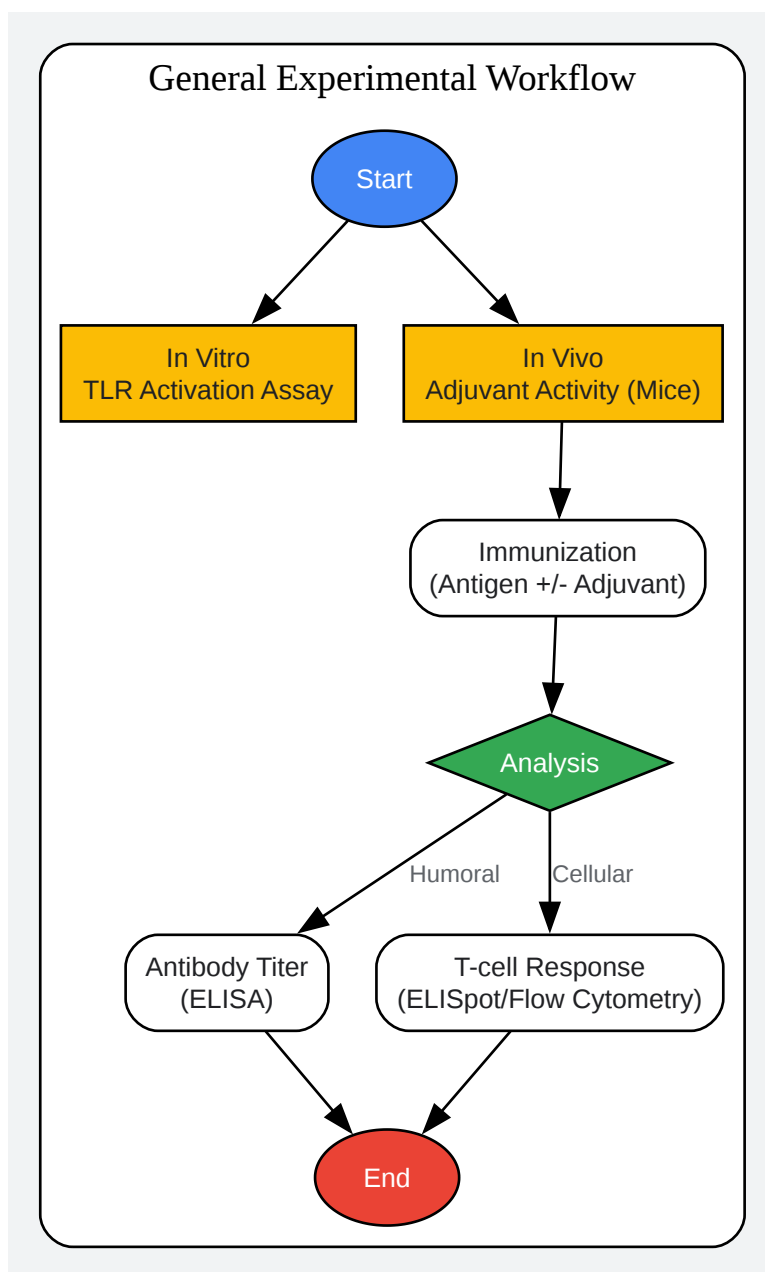 General Experimental Workflow
Start
In Vitro
TLR Activation Assay
In Vivo
Adjuvant Activity (Mice)
Immunization
(Antigen +/- Adjuvant)
Analysis
Humoral
Cellular
Antibody Titer
(ELISA)
T-cell Response
(ELISpot/Flow Cytometry)
End